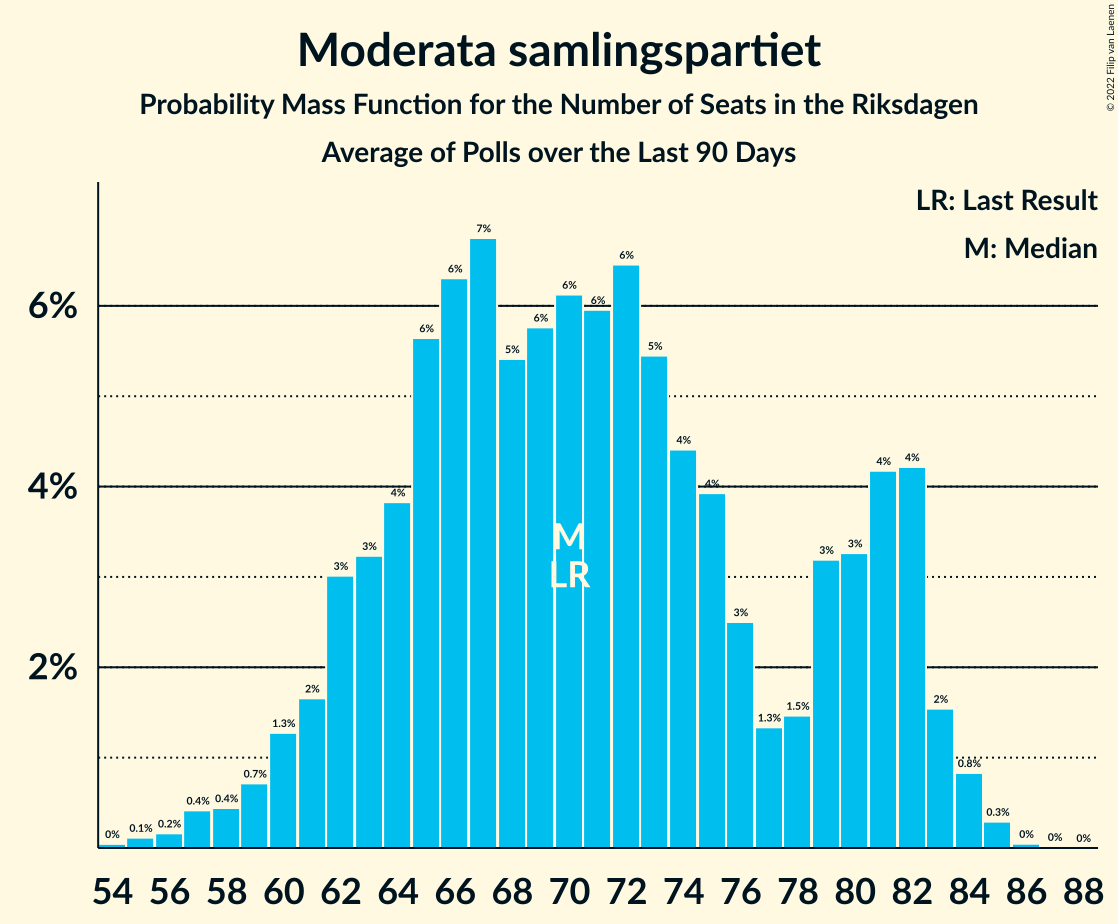 © 2022 Filip van Laenen
Moderata samlingspartiet
Probability Mass Function for the Number of Seats in the Riksdagen
Average of Polls over the Last 90 Days
LR: Last Result
M: Median
6%
4%
2%
0% 0.1% 0.2% 0.4% 0.4% 0.7% 1.3% 2% 3% 3% 4% 6% 6% 7% 5% 6% 6% 6% 6% 5% 4% 4% 3% 1.3% 1.5% 3% 3% 4% 4% 2% 0.8% 0.3% 0% 0% 0%
M
LR
54 56 58 60 62 64 66 68 70 72 74 76 78 80 82 84 86 88